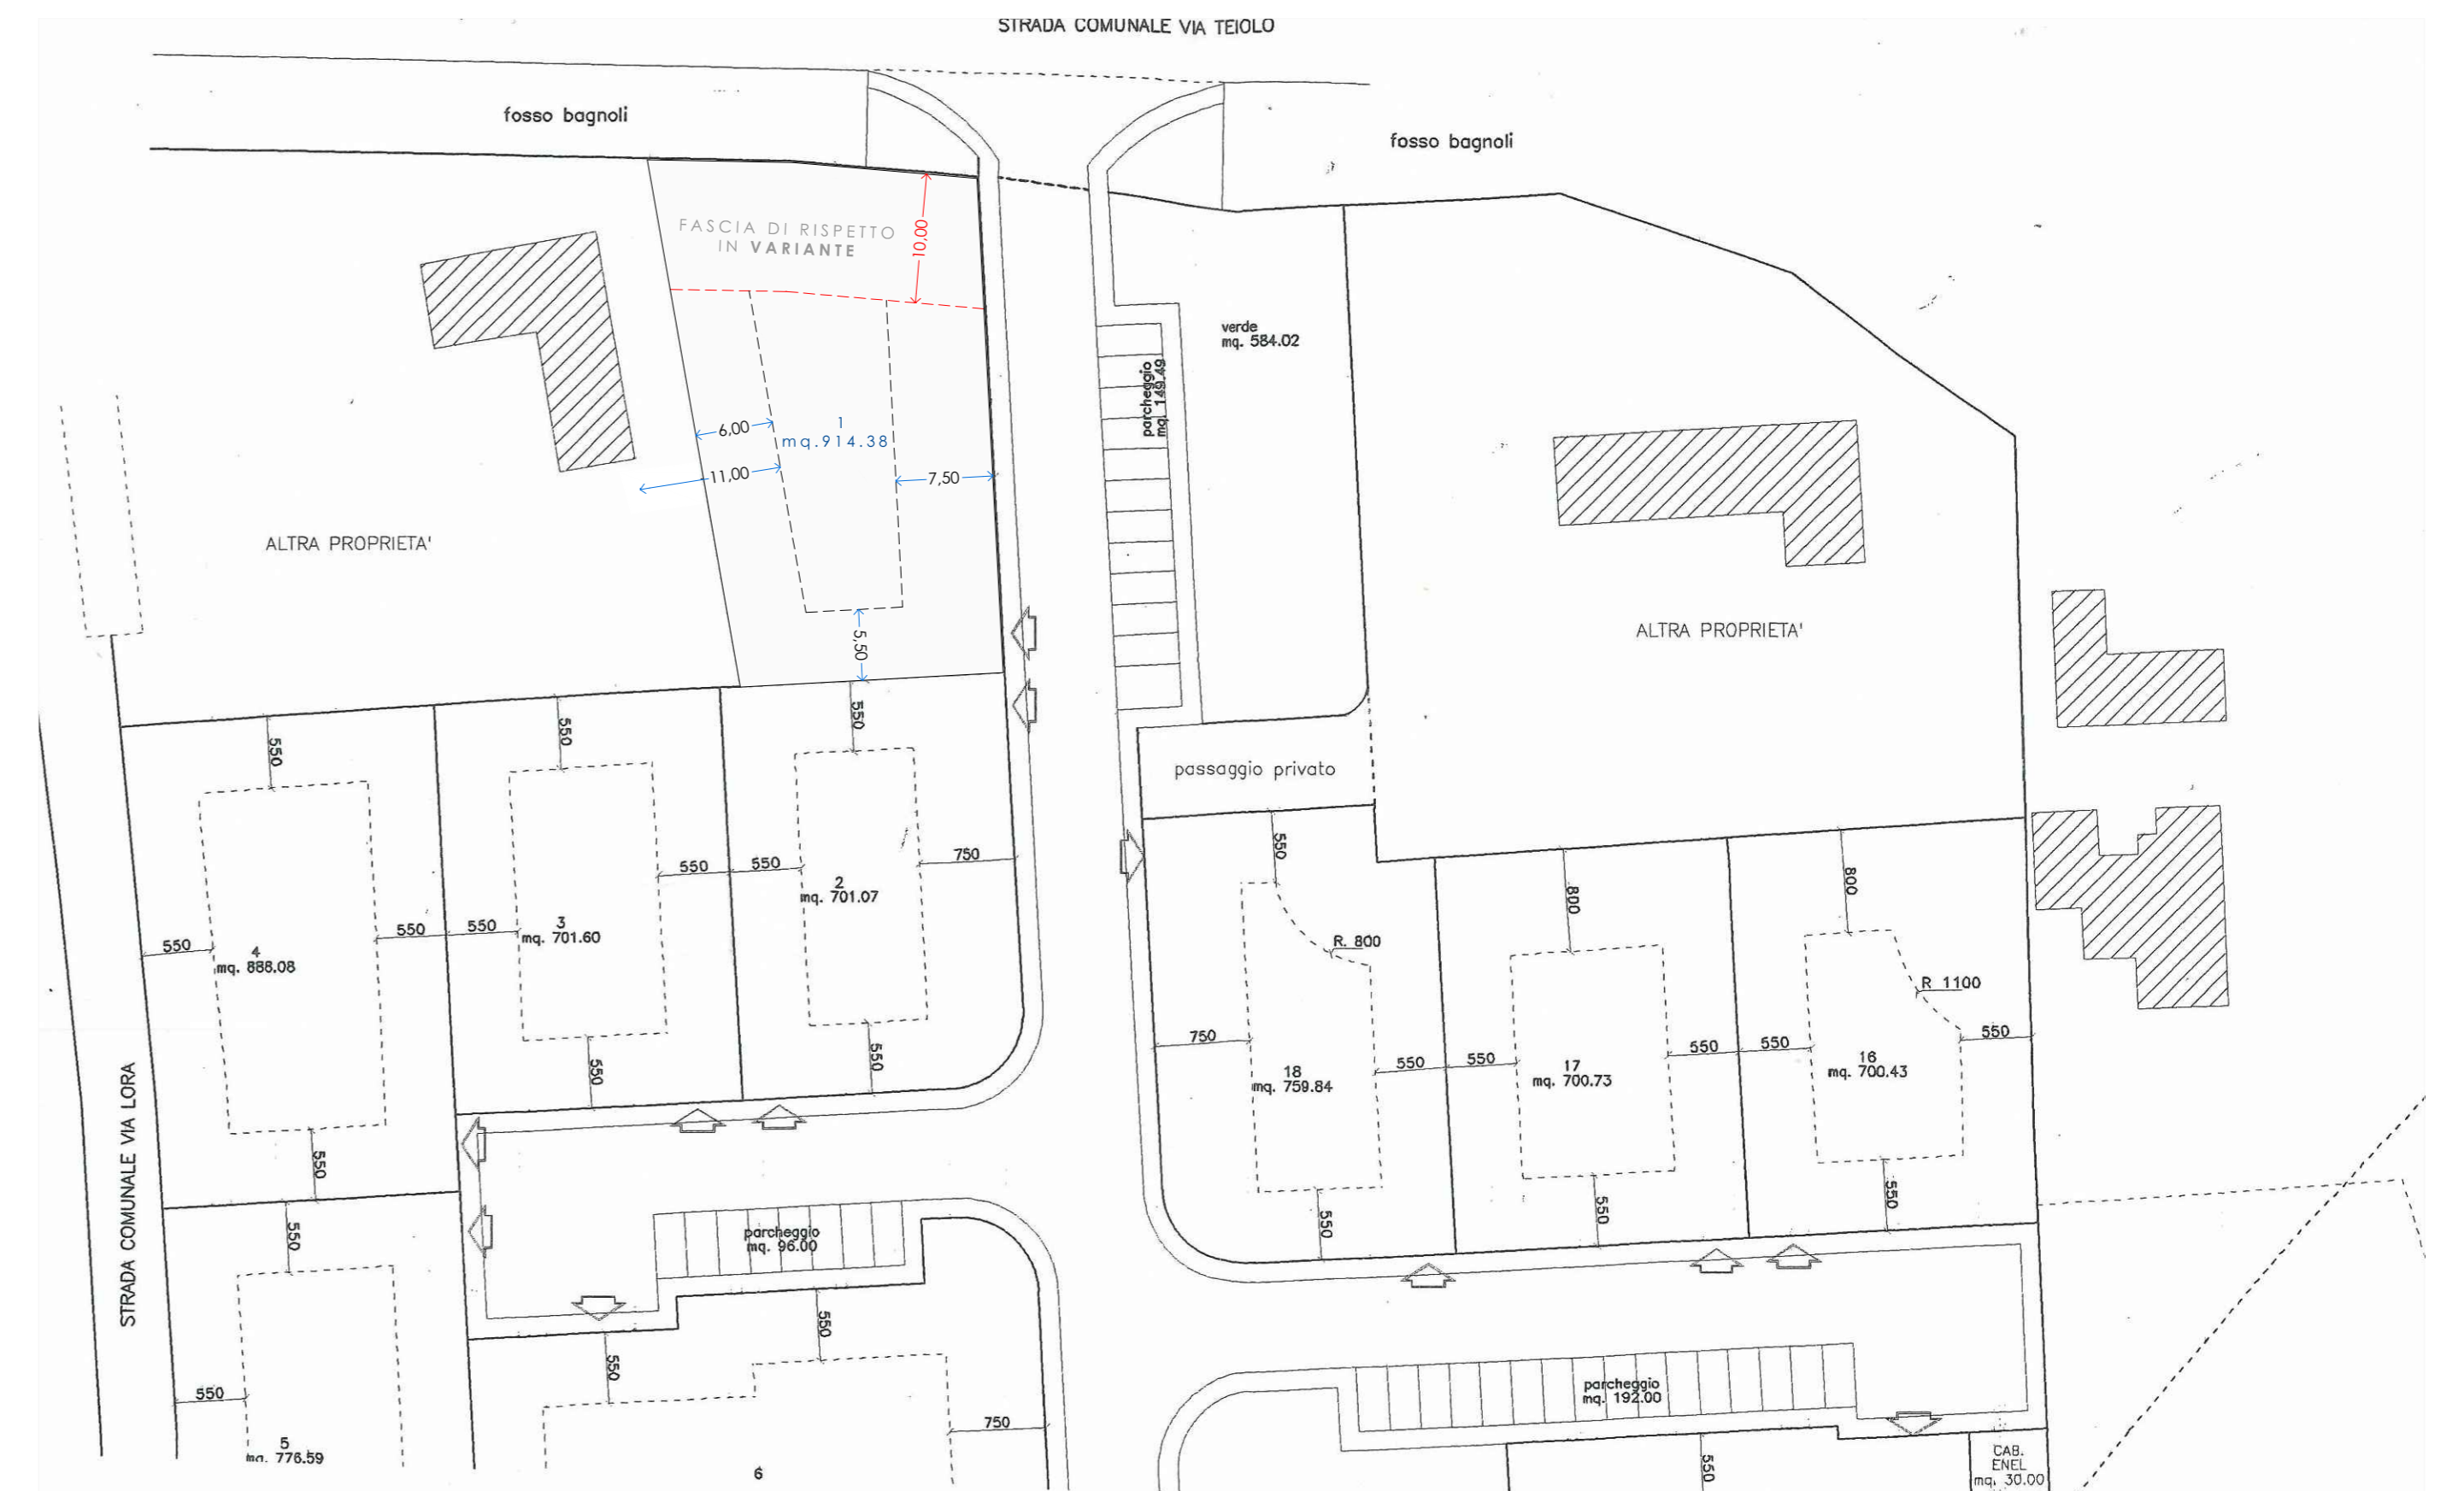 STRADA COMUNALE VIA TEIOLO
fosso bagnoli
fosso bagnoli
FASCIA DI RISPETTO
IN VARIANTE
10,00
verde
mq. 584.02
parcheggio
mq. 149.49
6,00
1
mq.914.38
11,00
7,50
5,50
ALTRA PROPRIETA'
ALTRA PROPRIETA'
passaggio privato
550
550
550
550
550
750
2
mq. 701.07
550
550
3
mq. 701.60
550
550
4
mq. 888.08
550
550
550
550
550
800
800
R. 800
R 1100
750
18
mq. 759.84
550
550
17
mq. 700.73
550
550
16
mq. 700.43
550
550
550
550
STRADA COMUNALE VIA LORA
parcheggio
mq. 96.00
550
550
550
550
5
mq. 776.59
6
750
parcheggio
mq. 192.00
550
CAB.
ENEL
mq. 30.00